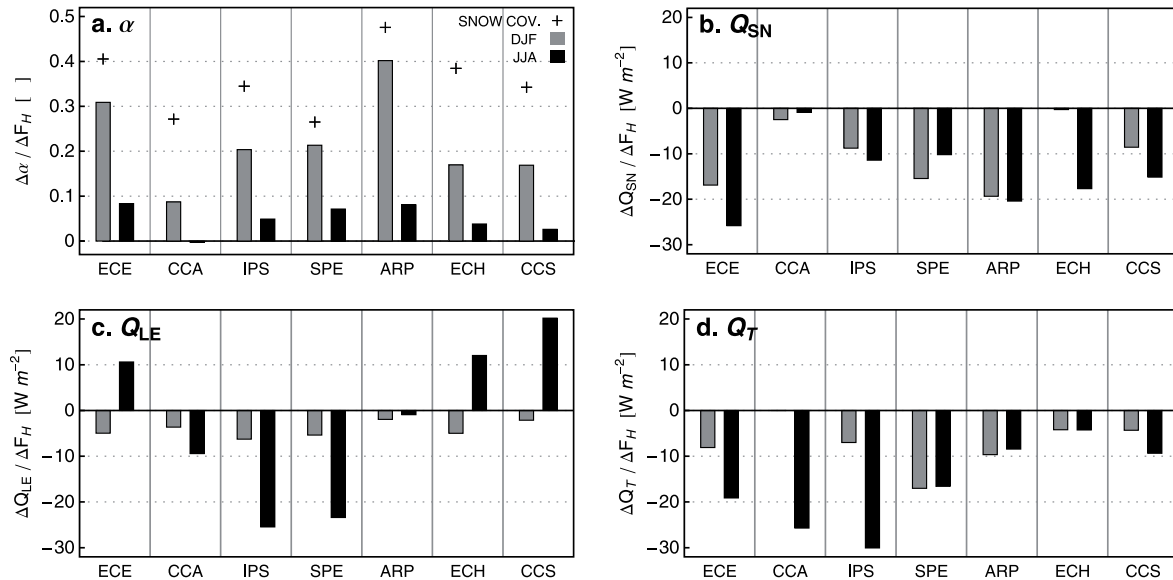 a. α
SNOW COV. +
DJF
JJA
0.5
0.4
0.3
0.2
0.1
0
Δα / ΔF_H [ ]
ECE CCA IPS SPE ARP ECH CCS
b. Q_SN
20
10
0
−10
−20
−30
ΔQ_SN / ΔF_H [W m⁻²]
ECE CCA IPS SPE ARP ECH CCS
c. Q_LE
20
10
0
−10
−20
−30
ΔQ_LE / ΔF_H [W m⁻²]
ECE CCA IPS SPE ARP ECH CCS
d. Q_T
20
10
0
−10
−20
−30
ΔQ_T / ΔF_H [W m⁻²]
ECE CCA IPS SPE ARP ECH CCS